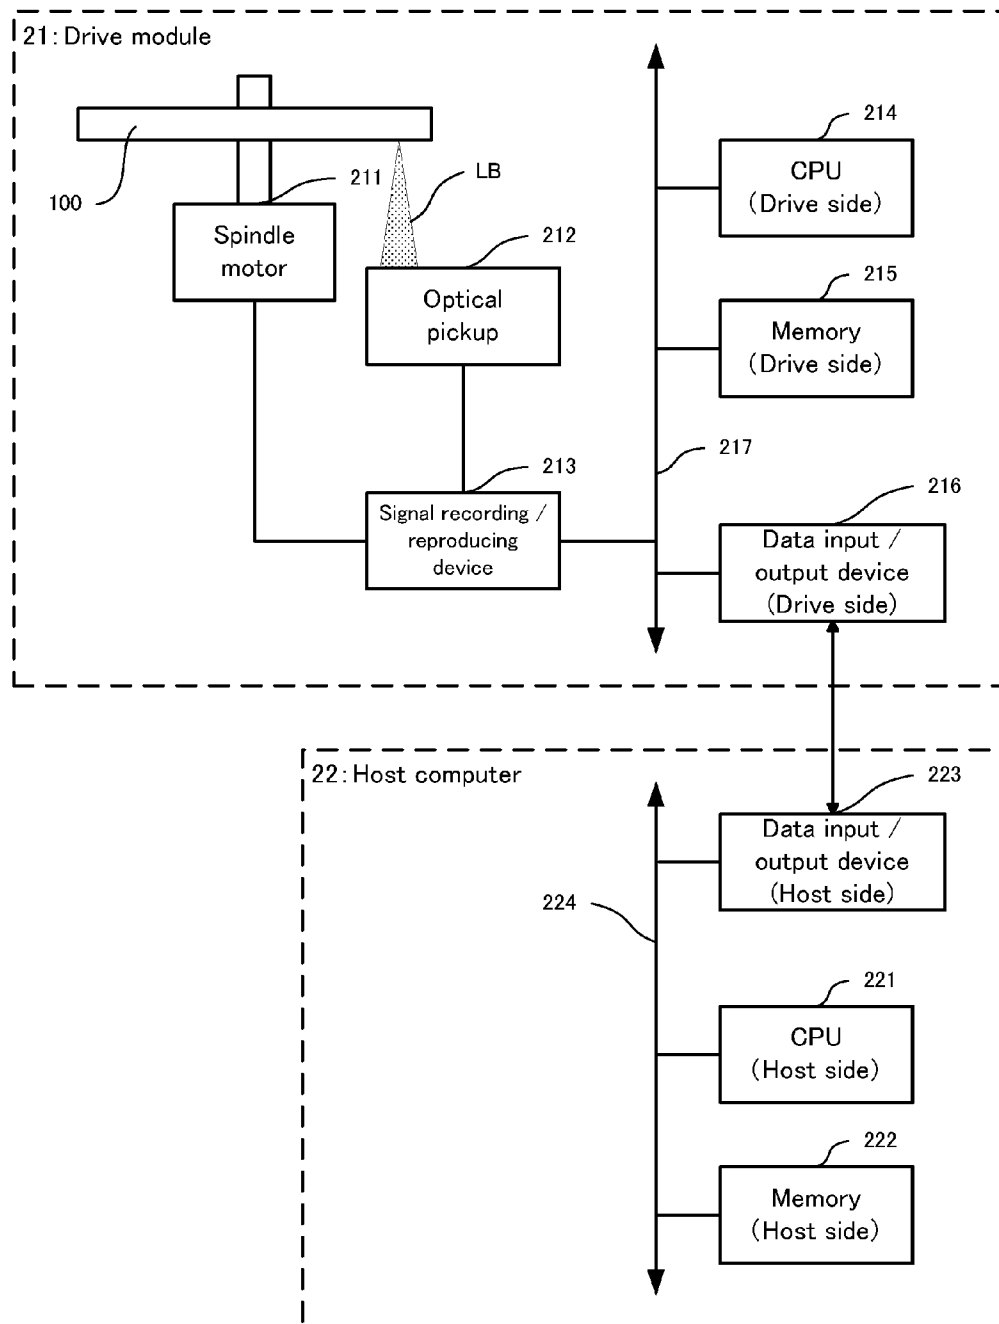 21: Drive module
214
CPU
(Drive side)
211
LB
100
Spindle
motor
212
Optical
pickup
215
Memory
(Drive side)
217
213
Signal recording /
reproducing
device
216
Data input /
output device
(Drive side)
22: Host computer
223
Data input /
output device
(Host side)
224
221
CPU
(Host side)
222
Memory
(Host side)